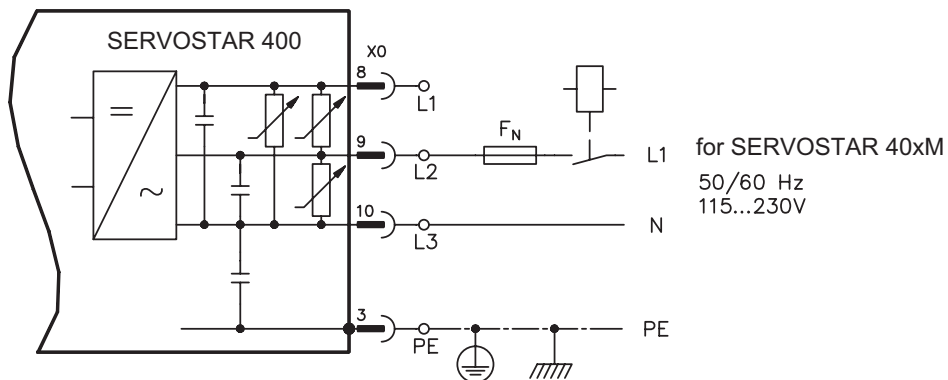 SERVOSTAR 400
X0
8
L1
9
L2
FN
L1
for SERVOSTAR 40xM
50/60 Hz
115...230V
10
L3
N
3
PE
PE